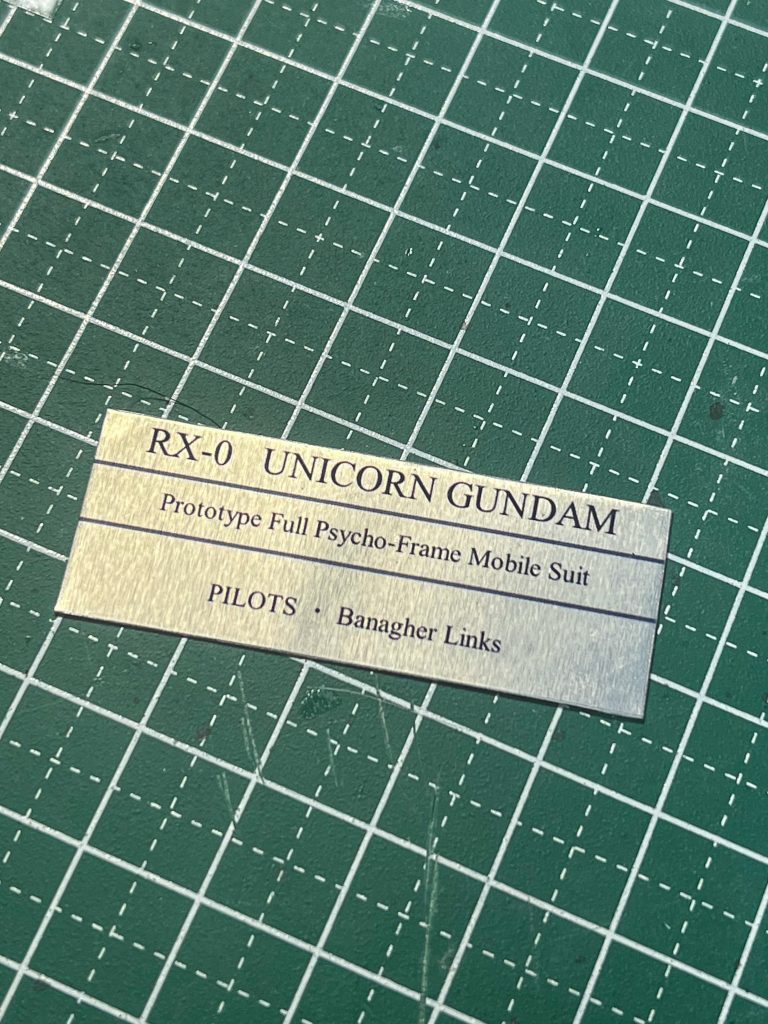 RX-0 UNICORN GUNDAM
Prototype Full Psycho-Frame Mobile Suit
PILOTS・Banagher Links